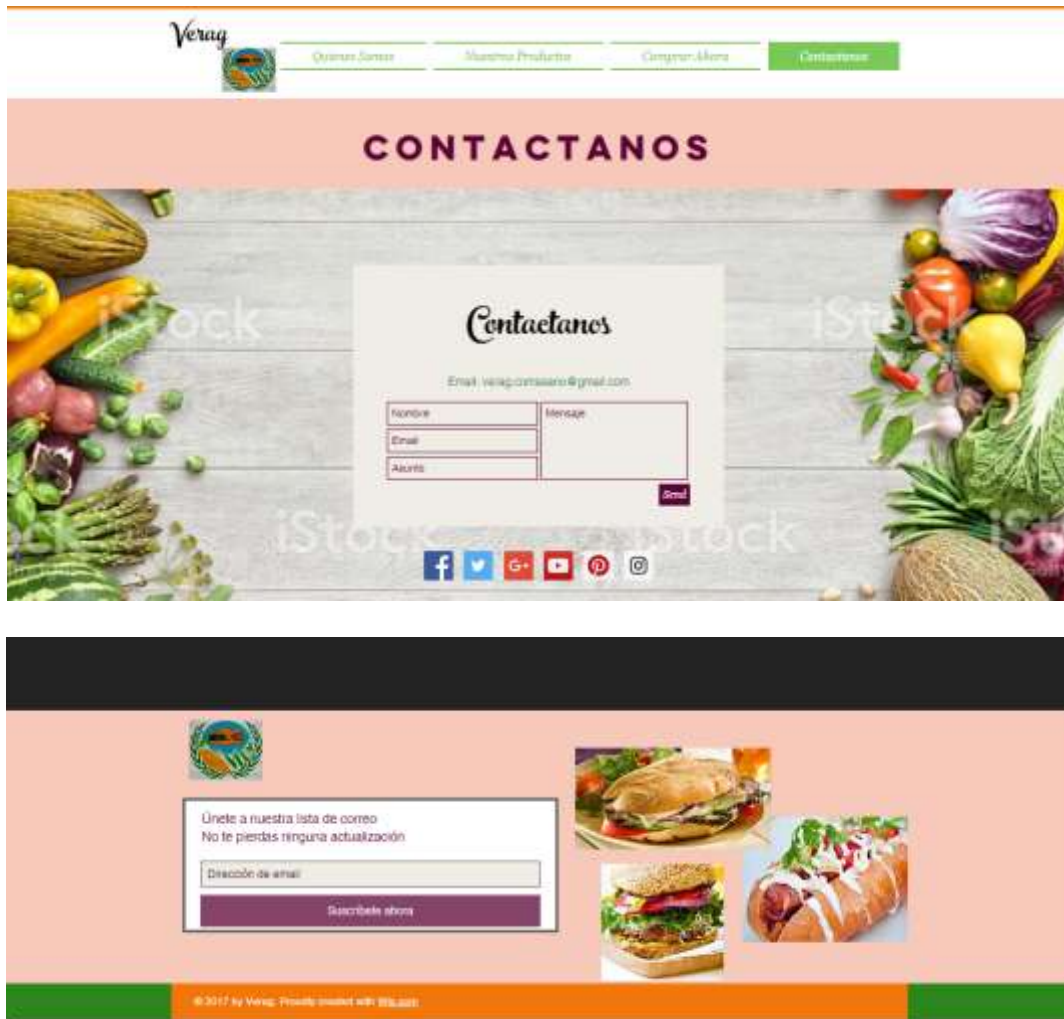 Verag
Quienes Somos
Nuestros Productos
Comprar Ahora
Contactanos
CONTACTANOS
iStock
iStock
Contactanos
Email:
Nombre
Mensaje
Email
Asunto
Send
iStock
iStock
Únete a nuestra lista de correo
No te pierdas ninguna actualización
Dirección de email
Suscríbete ahora
© 2017 by Verag. Proudly created with Wix.com